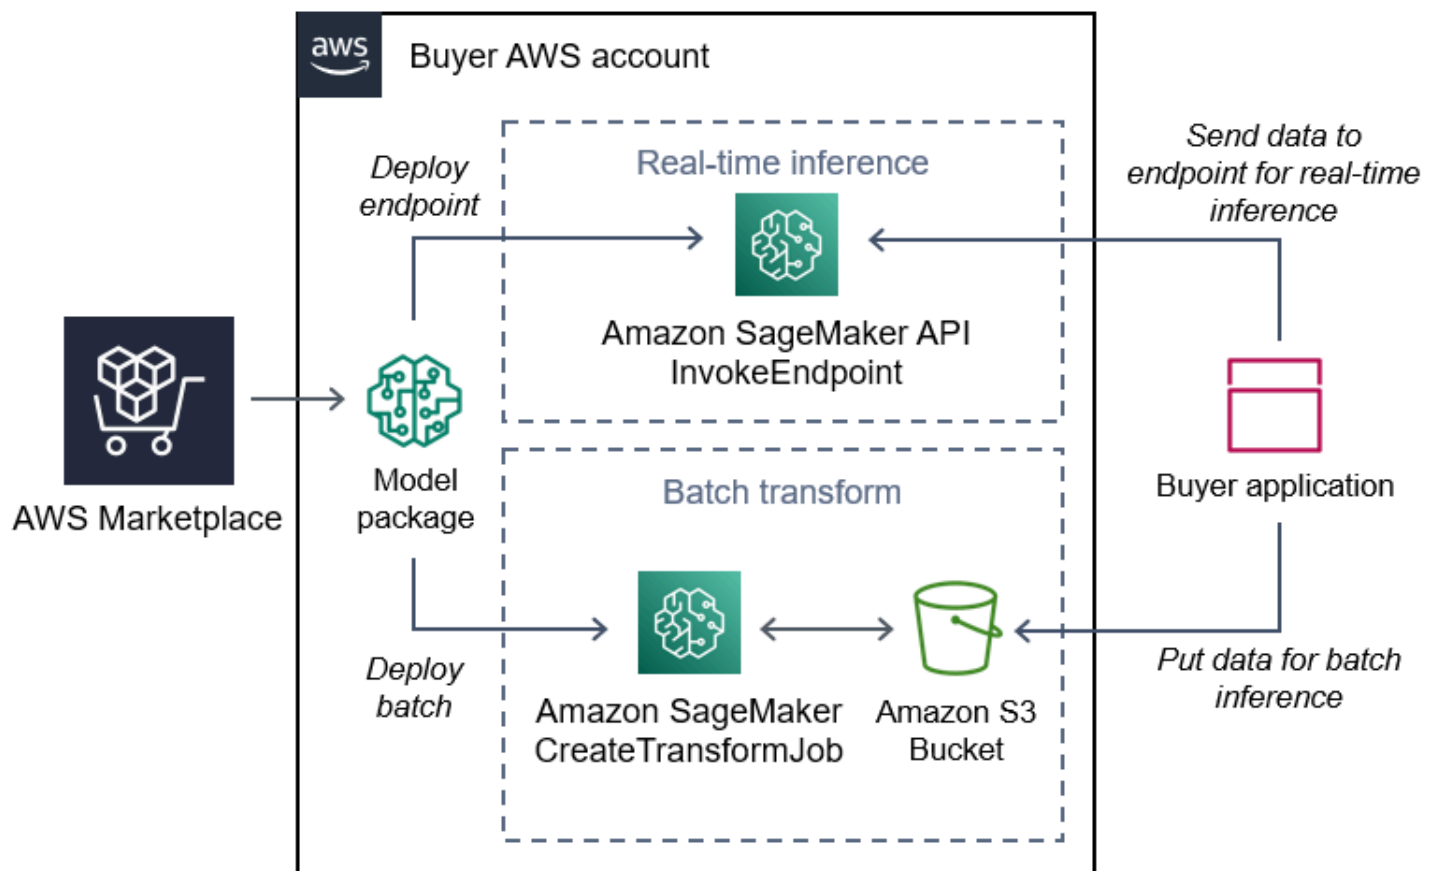 aws
Buyer AWS account
Deploy
endpoint
Real-time inference
Send data to
endpoint for real-time
inference
Amazon SageMaker API
InvokeEndpoint
AWS Marketplace
Model
package
Buyer application
Batch transform
Deploy
batch
Amazon SageMaker
CreateTransformJob
Amazon S3
Bucket
Put data for batch
inference